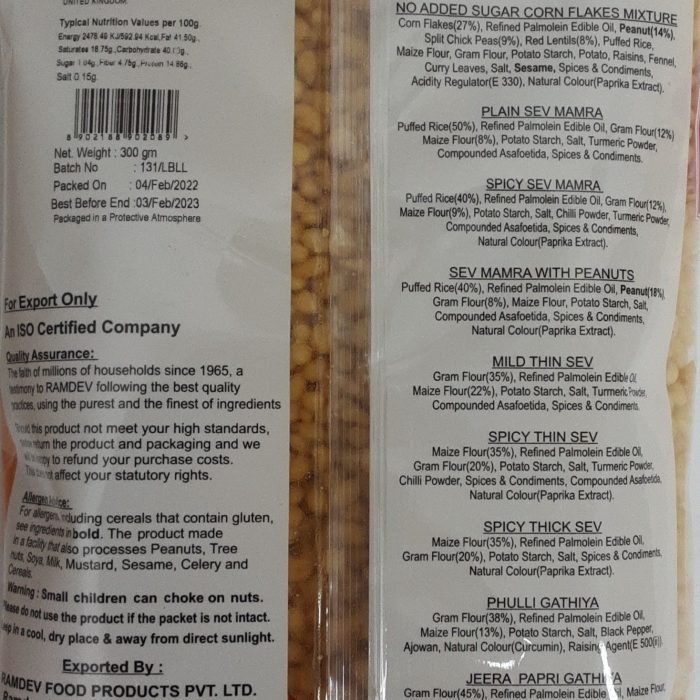 UNITED KINGDOM
Typical Nutrition Values per 100g.
Energy 2478.49 KJ/592.94 Kcal, Fat 41.50g.,
Saturates 18.75g., Carbohydrate
Sugar 1.04g., Fiber 4.75g., 14.86g.,
Salt 0.15g.
8 902188 902089 >
Net. Weight : 300 gm
Batch No : 131/LBLL
Packed On : 04/Feb/2022
Best Before End :03/Feb/2023
Packaged in a Protective Atmosphere
For Export Only
An ISO Certified Company
Quality Assurance:
The faith of millions of households since 1965, a
testimony to RAMDEV following the best quality
practices, using the purest and the finest of ingredients
Should this product not meet your high standards,
return the product and packaging and we
to refund your purchase costs.
This affect your statutory rights.
Allergen
For allergens, including cereals that contain gluten,
see ingredients in bold. The product made
in a facility that also processes Peanuts, Tree
nuts, Soya, Milk, Mustard, Sesame, Celery and
Cereals.
Warning : Small children can choke on nuts.
Please do not use the product if the packet is not intact.
Keep in a cool, dry place & away from direct sunlight.
Exported By :
RAMDEV FOOD PRODUCTS PVT. LTD.
NO ADDED SUGAR CORN FLAKES MIXTURE
Corn Flakes(27%), Refined Palmolein Edible Oil, Peanut(14%),
Split Chick Peas(9%), Red Lentils(8%), Puffed Rice,
Maize Flour, Gram Flour, Potato Starch, Potato, Raisins, Fennel,
Curry Leaves, Salt, Sesame, Spices & Condiments,
Acidity Regulator(E 330), Natural Colour(Paprika Extract).
PLAIN SEV MAMRA
Puffed Rice(50%), Refined Palmolein Edible Oil, Gram Flour(12%)
Maize Flour(8%), Potato Starch, Salt, Turmeric Powder,
Compounded Asafoetida, Spices & Condiments.
SPICY SEV MAMRA
Puffed Rice(40%), Refined Palmolein Edible Oil, Gram Flour(12%),
Maize Flour(9%), Potato Starch, Salt, Chilli Powder, Turmeric Powder,
Compounded Asafoetida, Spices & Condiments,
Natural Colour(Paprika Extract).
SEV MAMRA WITH PEANUTS
Puffed Rice(40%), Refined Palmolein Edible Oil, Peanut(18%),
Gram Flour(8%), Maize Flour, Potato Starch, Salt,
Compounded Asafoetida, Spices & Condiments,
Natural Colour(Paprika Extract).
MILD THIN SEV
Gram Flour(35%), Refined Palmolein Edible Oil,
Maize Flour(22%), Potato Starch, Salt, Turmeric Powder,
Compounded Asafoetida, Spices & Condiments.
SPICY THIN SEV
Maize Flour(35%), Refined Palmolein Edible Oil,
Gram Flour(20%), Potato Starch, Salt, Turmeric Powder,
Chilli Powder, Spices & Condiments, Compounded Asafoetida,
Natural Colour(Paprika Extract).
SPICY THICK SEV
Maize Flour(35%), Refined Palmolein Edible Oil,
Gram Flour(20%), Potato Starch, Salt, Spices & Condiments,
Natural Colour(Paprika Extract).
PHULLI GATHIYA
Gram Flour(38%), Refined Palmolein Edible Oil,
Maize Flour(13%), Potato Starch, Salt, Black Pepper,
Ajowan, Natural Colour(Curcumin), Raising Agent(E 500(ii).
JEERA PAPRI GATHIYA
Gram Flour(45%), Refined Palmolein Edible Oil, Maize Flour